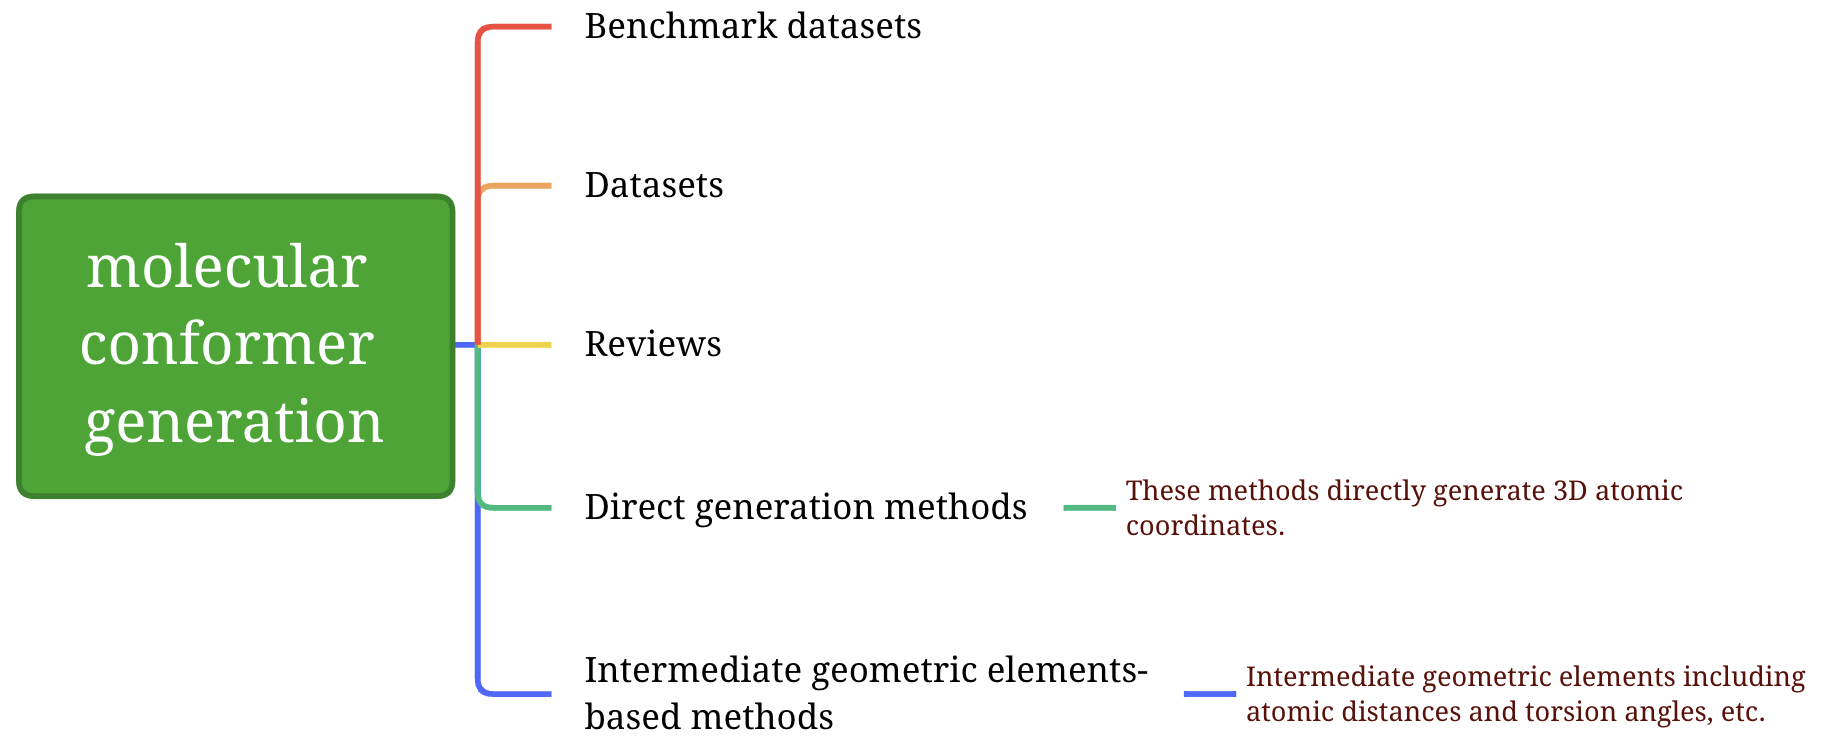 molecular
conformer
generation
Benchmark datasets
Datasets
Reviews
Direct generation methods
These methods directly generate 3D atomic
coordinates.
Intermediate geometric elements-
based methods
Intermediate geometric elements including
atomic distances and torsion angles, etc.